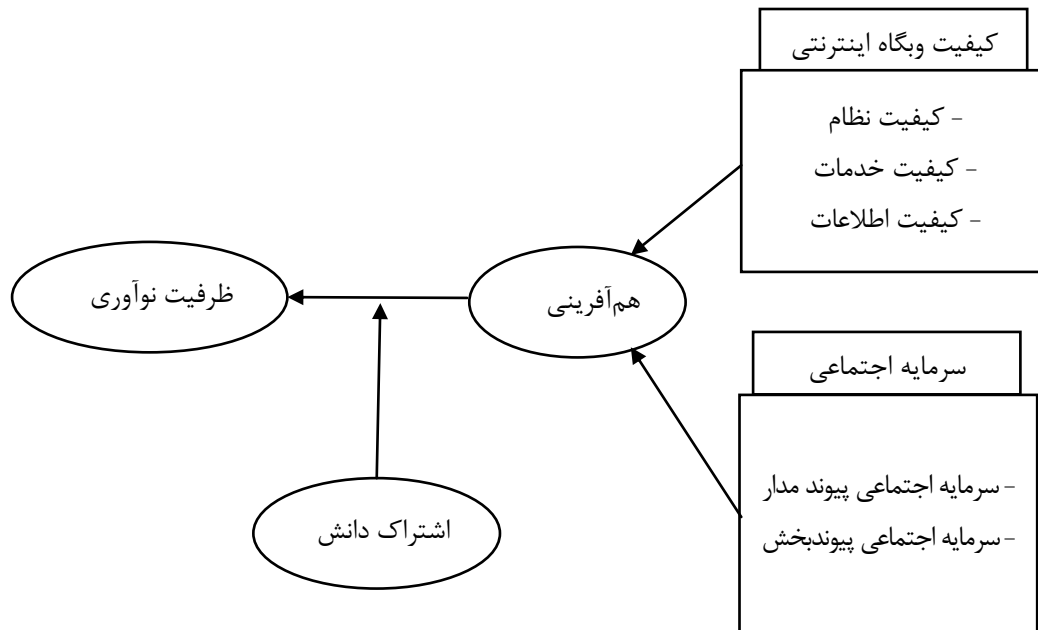 کیفیت وبگاه اینترنتی
- کیفیت نظام
- کیفیت خدمات
- کیفیت اطلاعات
هم‌آفرینی
ظرفیت نوآوری
سرمایه اجتماعی
- سرمایه اجتماعی پیوند مدار
- سرمایه اجتماعی پیوندبخش
اشتراک دانش